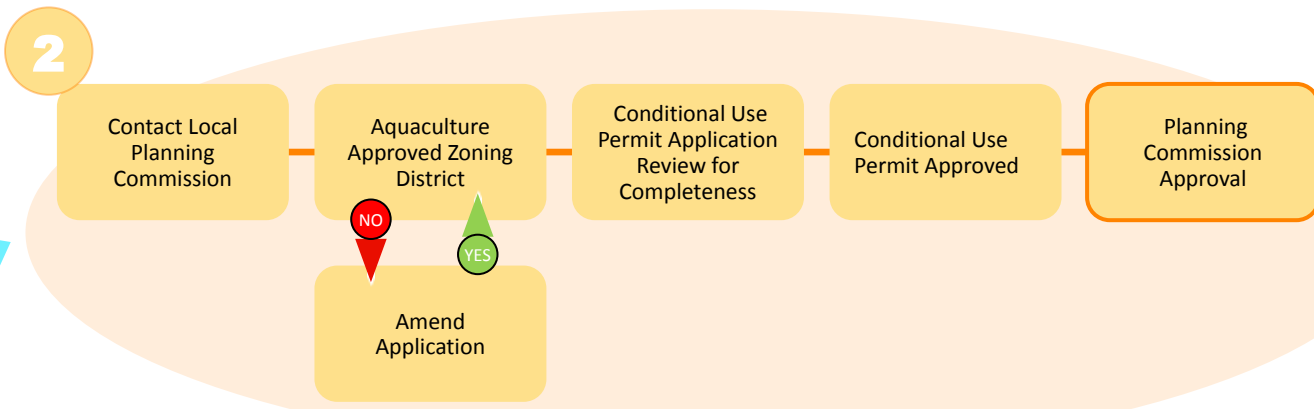 2
Contact Local
Planning
Commission
Aquaculture
Approved Zoning
District
Conditional Use
Permit Application
Review for
Completeness
Conditional Use
Permit Approved
Planning
Commission
Approval
NO
YES
Amend
Application